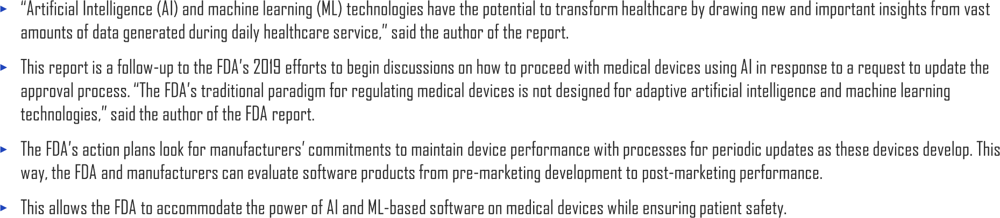 ▸ “Artificial Intelligence (AI) and machine learning (ML) technologies have the potential to transform healthcare by drawing new and important insights from vast
amounts of data generated during daily healthcare service,” said the author of the report.
▸ This report is a follow-up to the FDA’s 2019 efforts to begin discussions on how to proceed with medical devices using AI in response to a request to update the
approval process. “The FDA’s traditional paradigm for regulating medical devices is not designed for adaptive artificial intelligence and machine learning
technologies,” said the author of the FDA report.
▸ The FDA’s action plans look for manufacturers’ commitments to maintain device performance with processes for periodic updates as these devices develop. This
way, the FDA and manufacturers can evaluate software products from pre-marketing development to post-marketing performance.
▸ This allows the FDA to accommodate the power of AI and ML-based software on medical devices while ensuring patient safety.